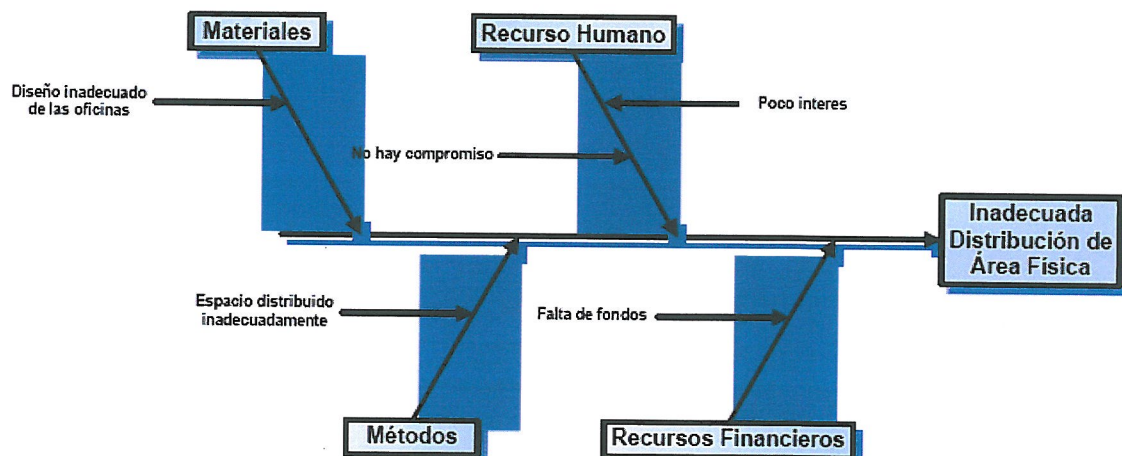 Materiales
Recurso Humano
Diseño inadecuado
de las oficinas
Poco interes
No hay compromiso
Inadecuada
Distribución de
Área Física
Espacio distribuido
inadecuadamente
Falta de fondos
Métodos
Recursos Financieros